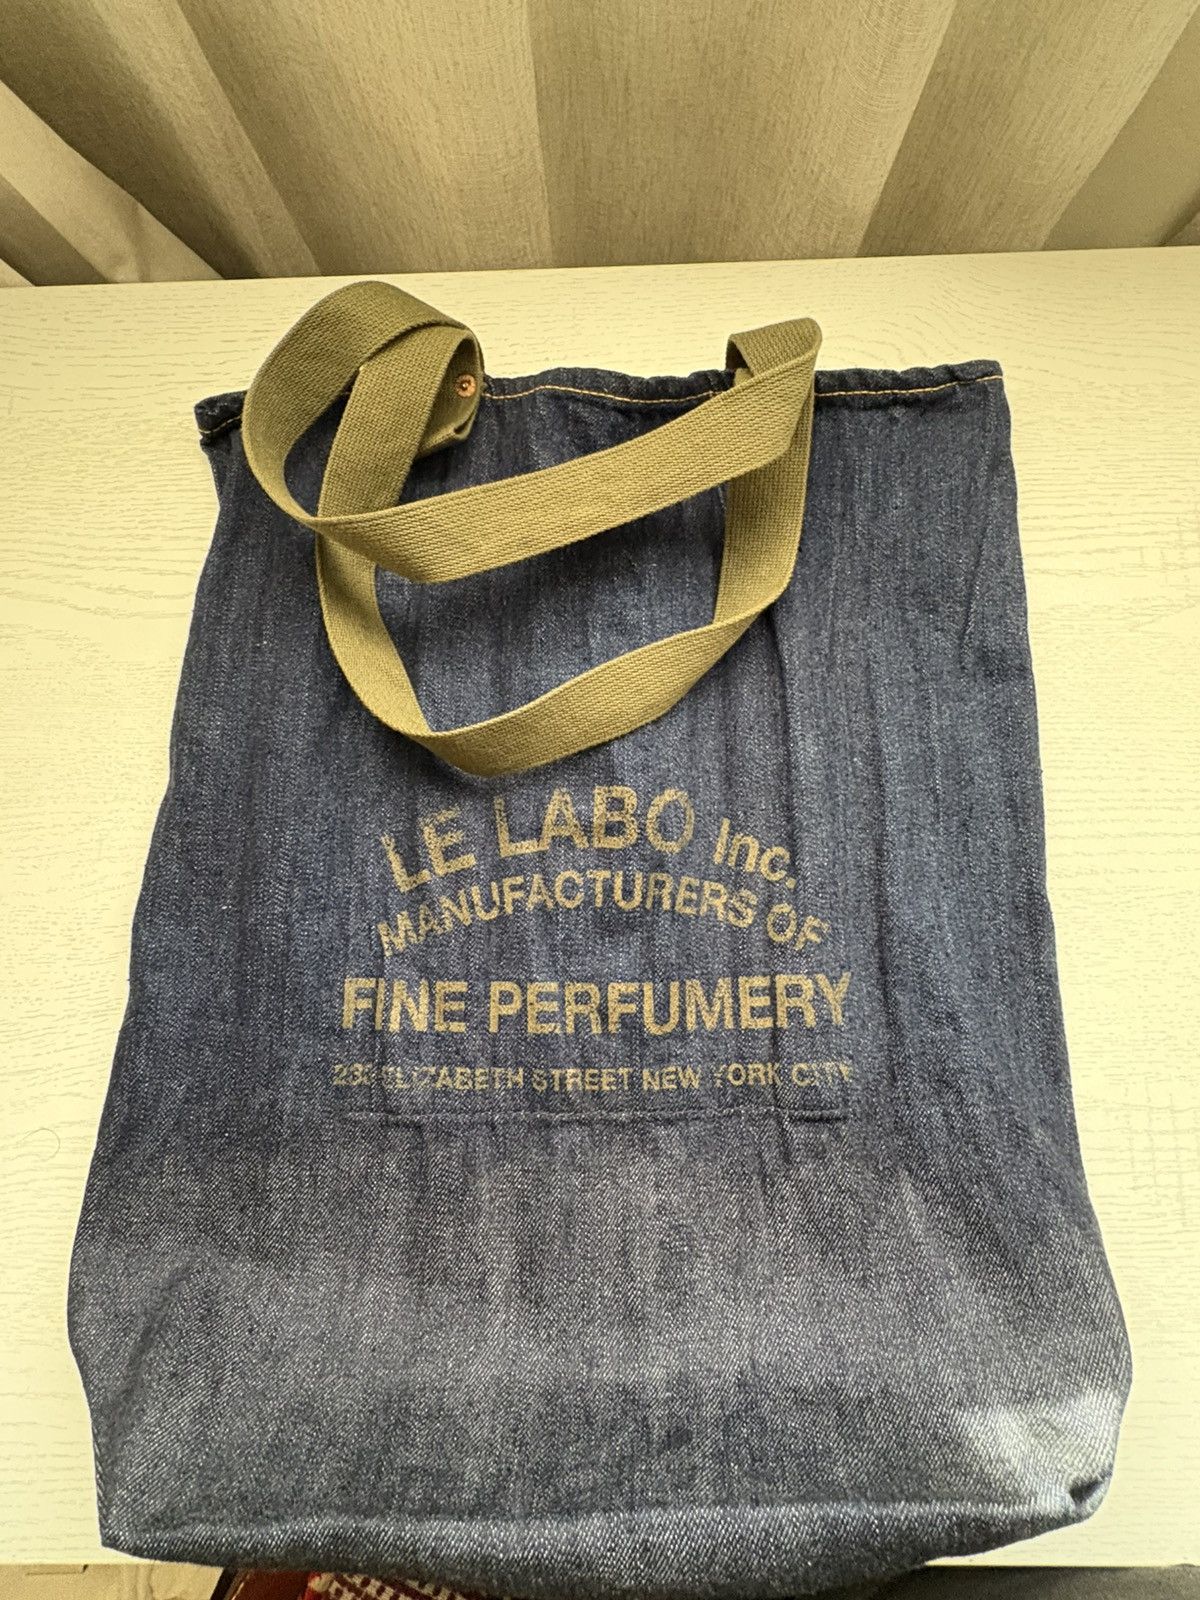 LE LABO Inc.
MANUFACTURERS OF
FINE PERFUMERY
ELIZABETH STREET NEW YORK CITY